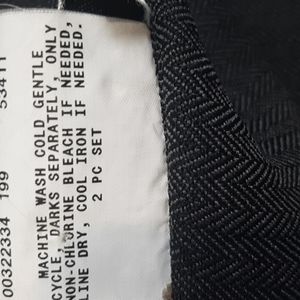 MACHINE WASH COLD GENTLE
CYCLE, DARKS SEPARATELY, ONLY
NON-CHLORINE BLEACH IF NEEDED,
LINE DRY, COOL IRON IF NEEDED.
2 PC SET
00322334 199 53411